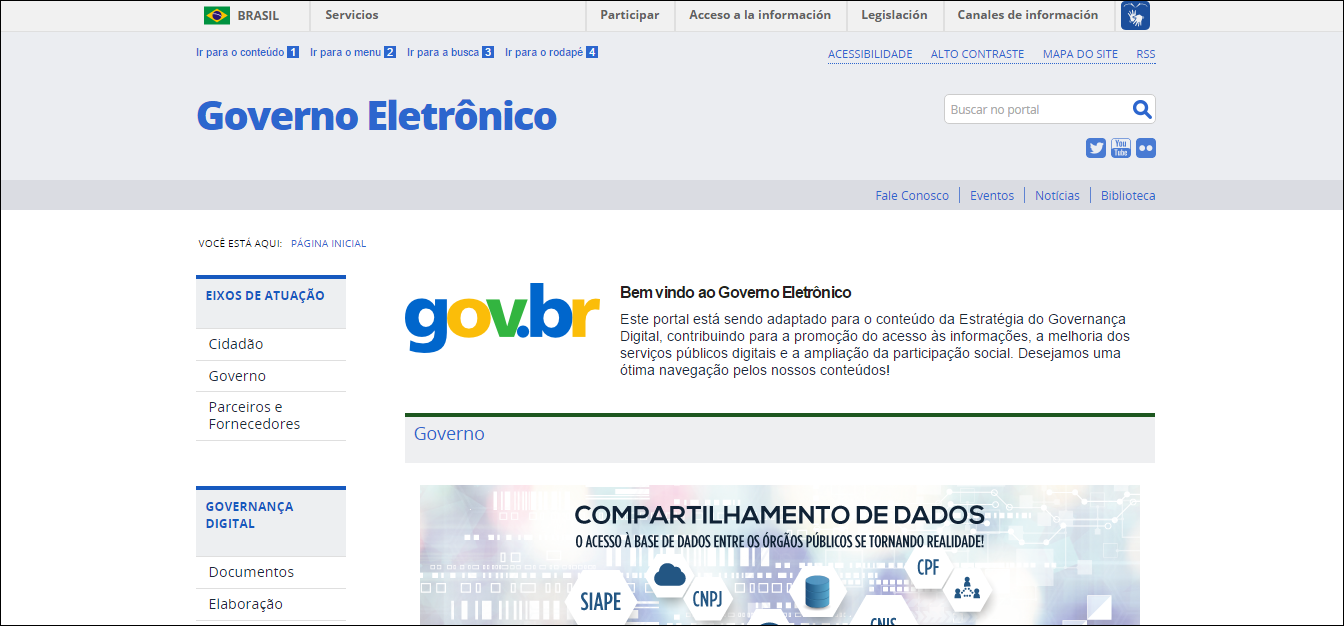 BRASIL Servicios Participar Acceso a la información Legislación Canales de información
Ir para o conteúdo 1 Ir para o menu 2 Ir para a busca 3 Ir para o rodapé 4 ACESSIBILIDADE ALTO CONTRASTE MAPA DO SITE RSS
Governo Eletrônico
Buscar no portal
You
Tube
Fale Conosco Eventos Notícias Biblioteca
VOCÊ ESTÁ AQUI: PÁGINA INICIAL
EIXOS DE ATUAÇÃO
Cidadão
Governo
Parceiros e
Fornecedores
GOVERNANÇA
DIGITAL
Documentos
Elaboração
gov.br
Bem vindo ao Governo Eletrônico
Este portal está sendo adaptado para o conteúdo da Estratégia do Governança
Digital, contribuindo para a promoção do acesso às informações, a melhoria dos
serviços públicos digitais e a ampliação da participação social. Desejamos uma
ótima navegação pelos nossos conteúdos!
Governo
COMPARTILHAMENTO DE DADOS
O ACESSO À BASE DE DADOS ENTRE OS ÓRGÃOS PÚBLICOS SE TORNANDO REALIDADE!
CPF
SIAPE CNPJ
CNIS